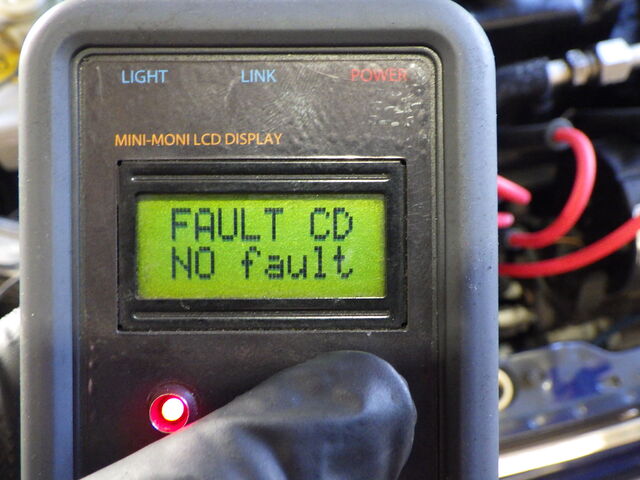 LIGHT LINK POWER
MINI-MONI LCD DISPLAY
FAULT CD
NO fault